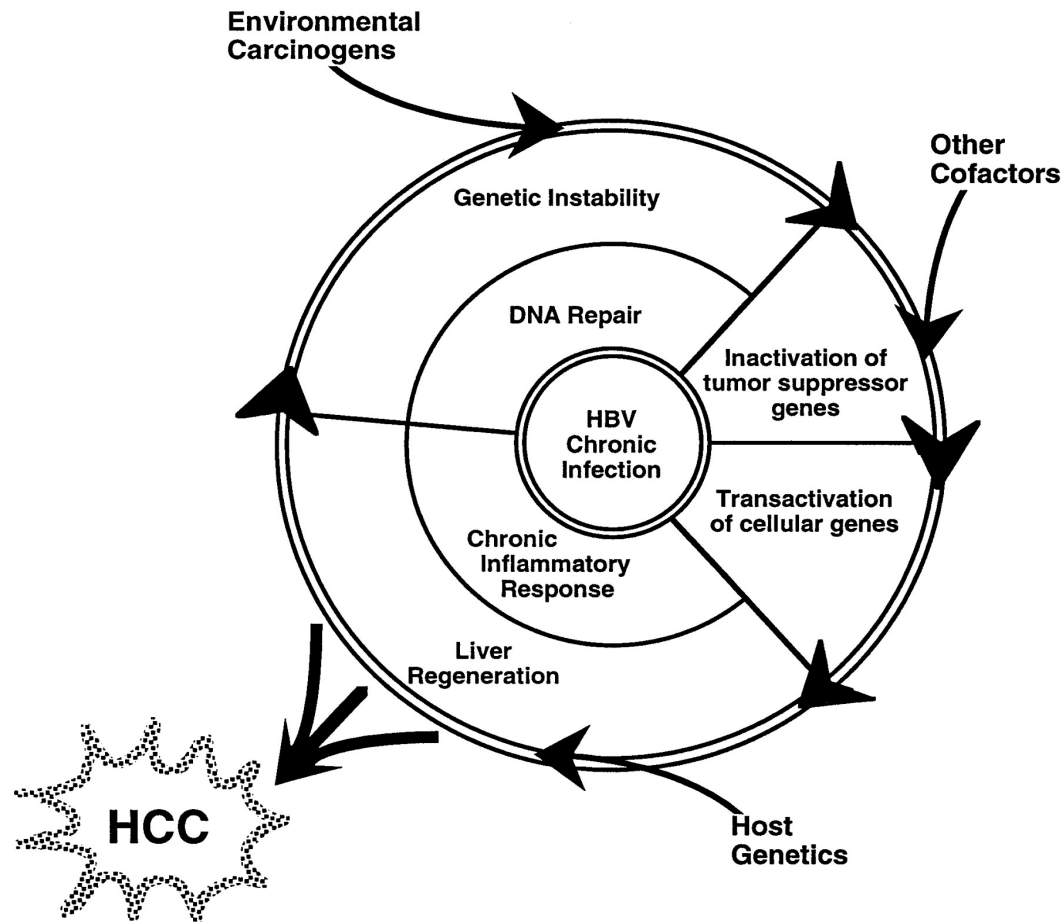 Environmental
Carcinogens
Other
Cofactors
Genetic Instability
DNA Repair
Inactivation of
tumor suppressor
genes
HBV
Chronic
Infection
Transactivation
of cellular genes
Chronic
Inflammatory
Response
Liver
Regeneration
HCC
Host
Genetics